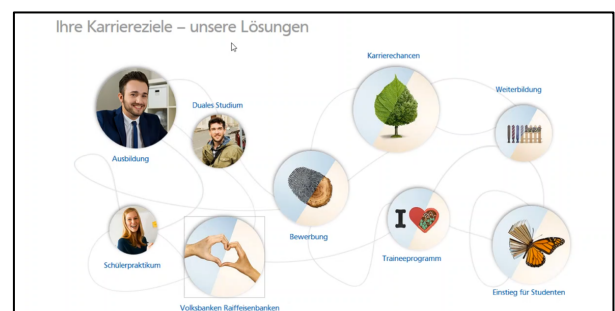 Ihre Karriereziele – unsere Lösungen
Karrierechancen
Weiterbildung
Duales Studium
Ausbildung
Bewerbung
I
Traineeprogramm
Schülerpraktikum
Einstieg für Studenten
Volksbanken Raiffeisenbanken